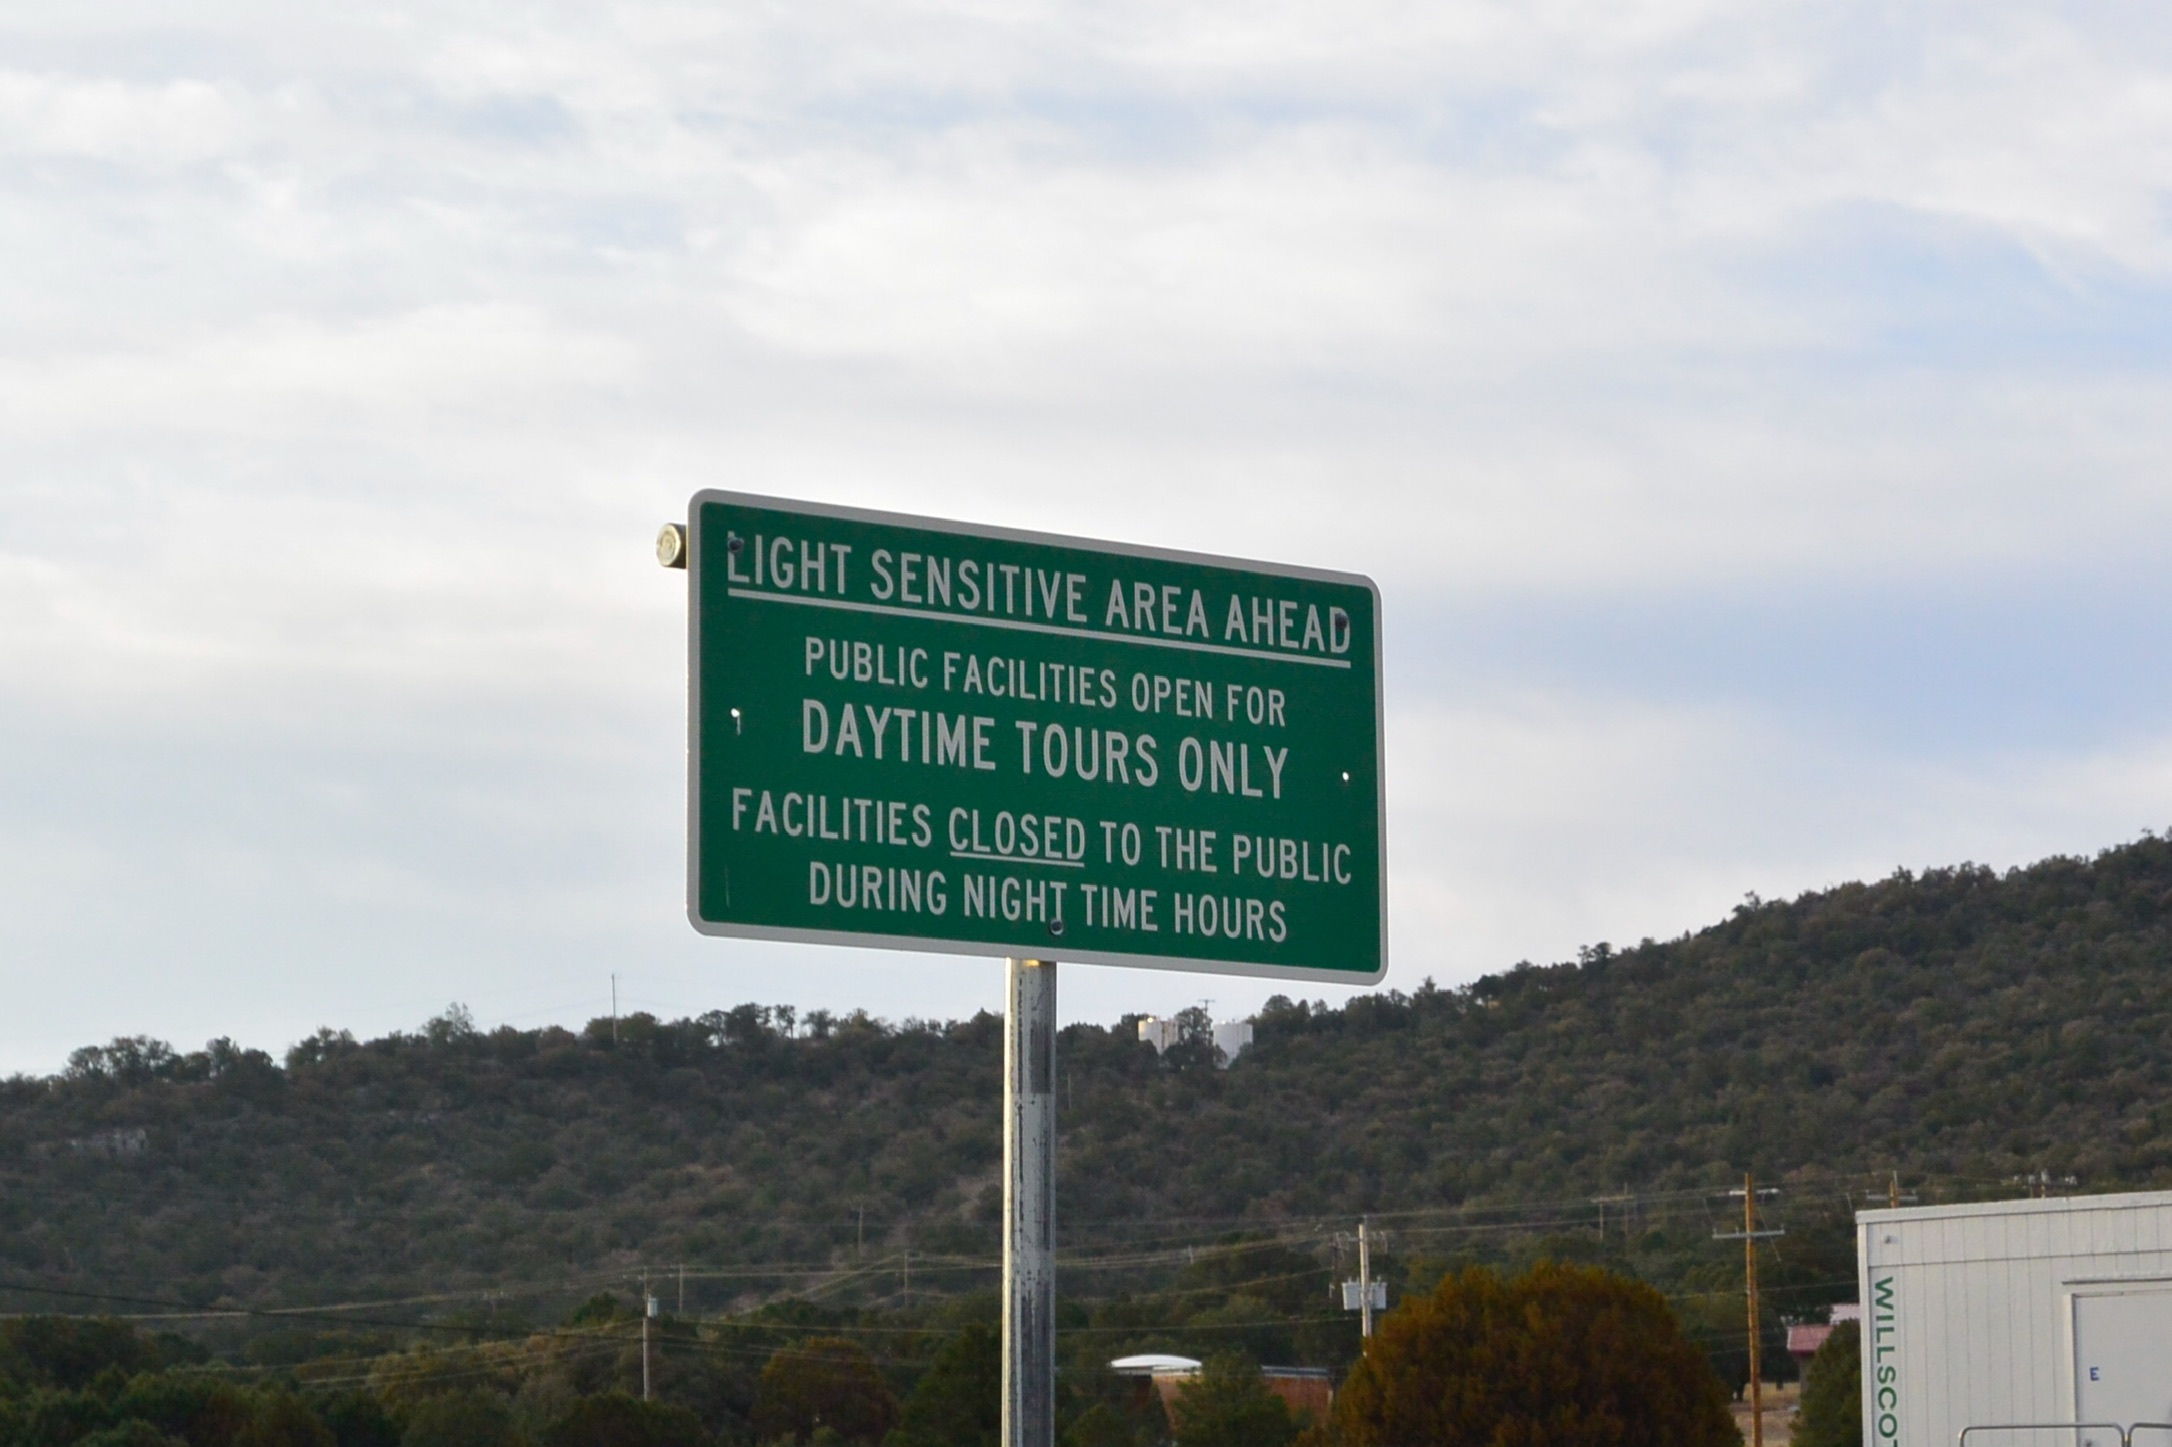 LIGHT SENSITIVE AREA AHEAD
PUBLIC FACILITIES OPEN FOR
DAYTIME TOURS ONLY
FACILITIES CLOSED TO THE PUBLIC
DURING NIGHT TIME HOURS
WILLSCOT
E